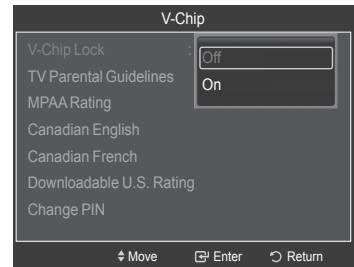 V-Chip
V-Chip Lock : Off
On
TV Parental Guidelines
MPAA Rating
Canadian English
Canadian French
Downloadable U.S. Rating
Change PIN
Move Enter Return